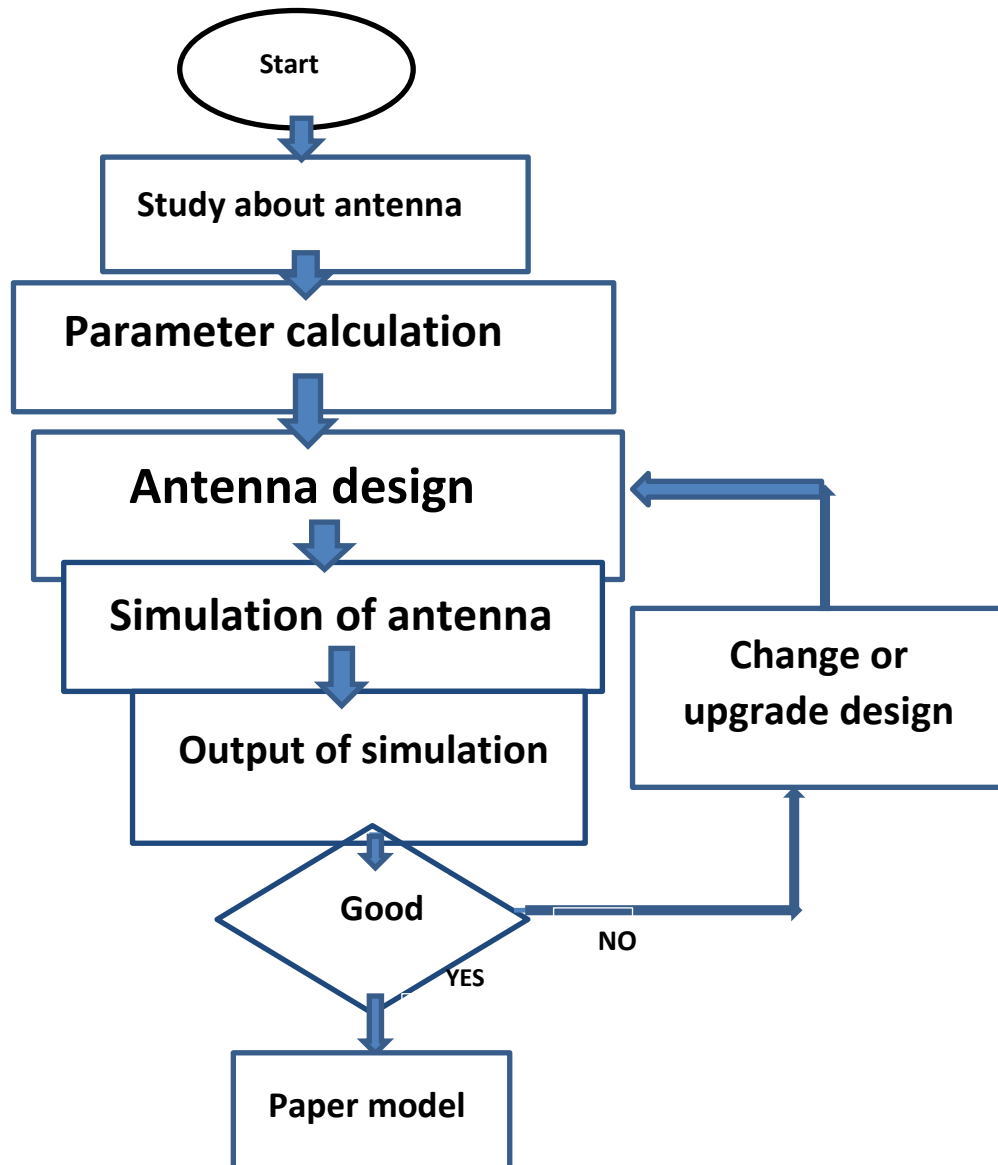 Start
Study about antenna
Parameter calculation
Antenna design
Simulation of antenna
Change or
upgrade design
Output of simulation
Good
NO
YES
Paper model